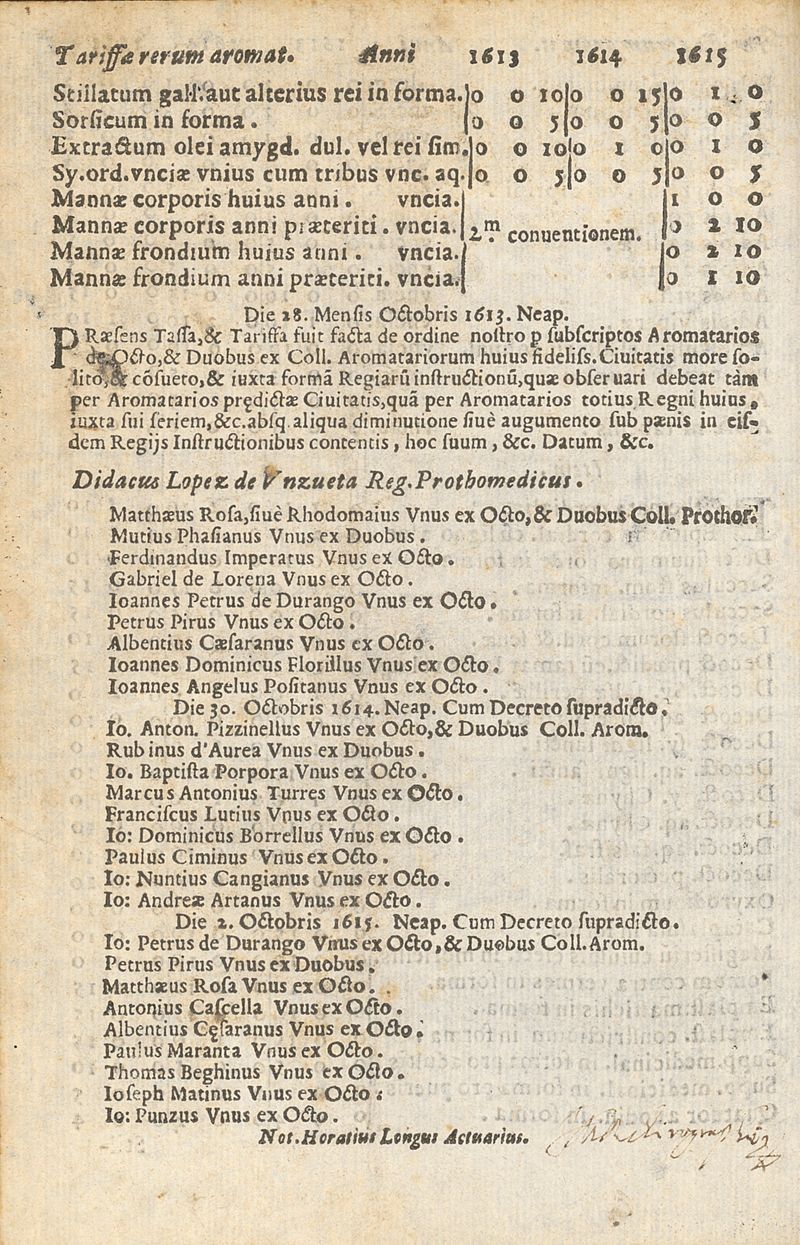 Tariffæ rerum aromat. Anni 1613 1614 1615
Stillatum gall. aut alterius rei in forma. 0 0 10 0 0 15 0 1 0
Sorsicum in forma. 0 0 5 0 0 5 0 0 5
Extractum olei amygd. dul. vel rei sim. 0 0 10 0 1 0 0 1 0
Sy. ord. vnciæ vnius cum tribus vnc. aq. 0 0 5 0 0 5 0 0 5
Mannæ corporis huius anni. vncia. 1 0 0
Mannæ corporis anni præteriti. vncia. 2.m conuentionem. 0 2 10
Mannæ frondium huius anni. vncia. 0 2 10
Mannæ frondium anni præteriti. vncia. 0 1 10
Die 28. Mensis Octobris 1613. Neap.
PRæsens Tassa, & Tariffa fuit facta de ordine nostro p subscriptos Aromatarios
de Octo, & Duobus ex Coll. Aromatariorum huius fideliss. Ciuitatis more so-
lito, & cõsueto, & iuxta formã Regiarũ instructionũ, quæ obseruari debeat tàm
per Aromatarios prędictæ Ciuitatis, quã per Aromatarios totius Regni huius,
iuxta sui seriem, &c. absq. aliqua diminutione siuè augumento sub pænis in eis-
dem Regijs Instructionibus contentis, hoc suum, &c. Datum, &c.
Didacus Lopez de Vnzueta Reg. Prothomedicus.
Matthæus Rosa, siuè Rhodomaius Vnus ex Octo, & Duobus Coll. Prothor.
Mutius Phasianus Vnus ex Duobus.
Ferdinandus Imperatus Vnus ex Octo.
Gabriel de Lorena Vnus ex Octo.
Ioannes Petrus de Durango Vnus ex Octo.
Petrus Pirus Vnus ex Octo.
Albentius Cæsaranus Vnus ex Octo.
Ioannes Dominicus Florillus Vnus ex Octo.
Ioannes Angelus Positanus Vnus ex Octo.
Die 30. Octobris 1614. Neap. Cum Decreto supradicto.
Io. Anton. Pizzinellus Vnus ex Octo, & Duobus Coll. Arom.
Rubinus d'Aurea Vnus ex Duobus.
Io. Baptista Porpora Vnus ex Octo.
Marcus Antonius Turres Vnus ex Octo.
Franciscus Lutius Vnus ex Octo.
Io: Dominicus Borrellus Vnus ex Octo.
Paulus Ciminus Vnus ex Octo.
Io: Nuntius Cangianus Vnus ex Octo.
Io: Andreæ Artanus Vnus ex Octo.
Die 2. Octobris 1615. Neap. Cum Decreto supradicto.
Io: Petrus de Durango Vnus ex Octo, & Duobus Coll. Arom.
Petrus Pirus Vnus ex Duobus.
Matthæus Rosa Vnus ex Octo.
Antonius Cascella Vnus ex Octo.
Albentius Cęsaranus Vnus ex Octo.
Paulus Maranta Vnus ex Octo.
Thomas Beghinus Vnus ex Octo.
Ioseph Matinus Vnus ex Octo.
Io: Punzus Vnus ex Octo.
Not. Horatius Longus Actuarius.